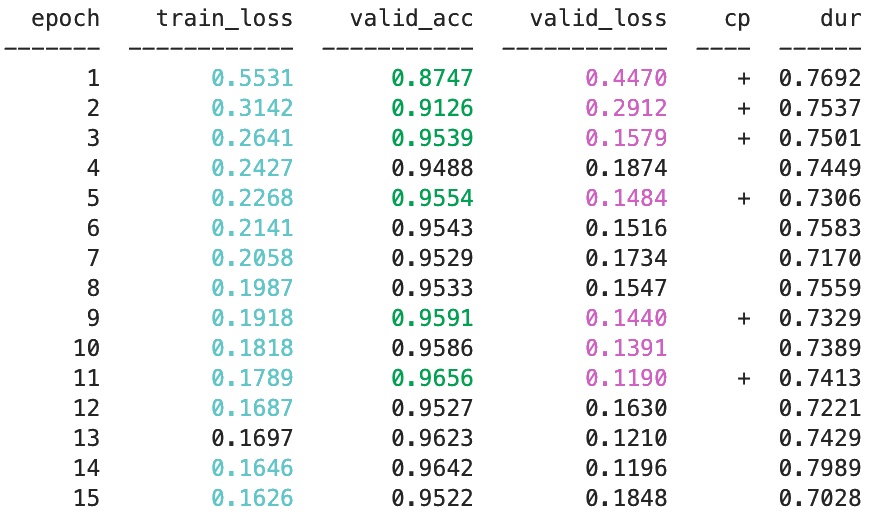 epoch train_loss valid_acc valid_loss cp dur
------- ------------ ----------- ------------ ---- ------
1 0.5531 0.8747 0.4470 + 0.7692
2 0.3142 0.9126 0.2912 + 0.7537
3 0.2641 0.9539 0.1579 + 0.7501
4 0.2427 0.9488 0.1874 0.7449
5 0.2268 0.9554 0.1484 + 0.7306
6 0.2141 0.9543 0.1516 0.7583
7 0.2058 0.9529 0.1734 0.7170
8 0.1987 0.9533 0.1547 0.7559
9 0.1918 0.9591 0.1440 + 0.7329
10 0.1818 0.9586 0.1391 0.7389
11 0.1789 0.9656 0.1190 + 0.7413
12 0.1687 0.9527 0.1630 0.7221
13 0.1697 0.9623 0.1210 0.7429
14 0.1646 0.9642 0.1196 0.7989
15 0.1626 0.9522 0.1848 0.7028